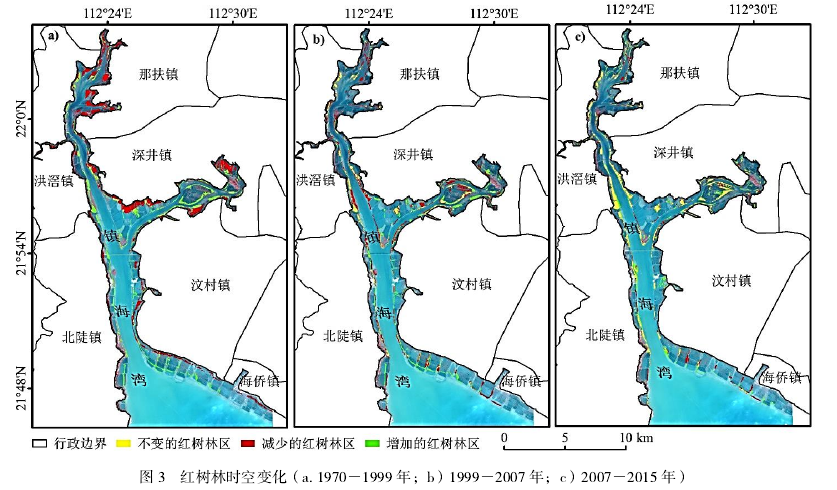 112°24′E 112°30′E 112°24′E 112°30′E 112°24′E 112°30′E
22°0′N
21°54′N
21°48′N
a)
那扶镇
深井镇
洪滘镇
镇
汶村镇
海
北陡镇
湾
海侨镇
b)
那扶镇
深井镇
镇
汶村镇
海
湾
海侨镇
c)
那扶镇
深井镇
洪滘镇
镇
汶村镇
海
北陡镇
湾
海侨镇
行政边界 不变的红树林区 减少的红树林区 增加的红树林区
0 5 10 km
图 3 红树林时空变化（a. 1970－1999 年；b）1999－2007 年；c）2007－2015 年）